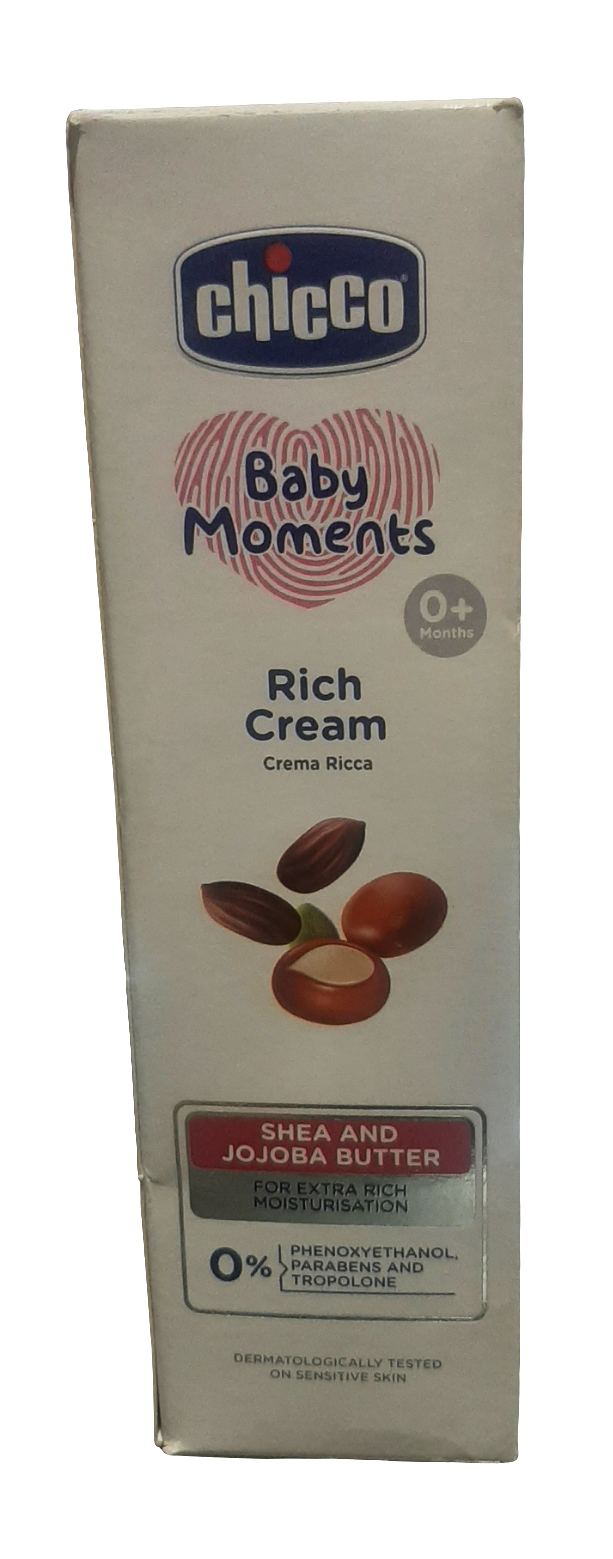 chicco
Baby
Moments
0+
Months
Rich
Cream
Crema Ricca
SHEA AND
JOJOBA BUTTER
FOR EXTRA RICH
MOISTURISATION
0% PHENOXYETHANOL,
PARABENS AND
TROPOLONE
DERMATOLOGICALLY TESTED
ON SENSITIVE SKIN